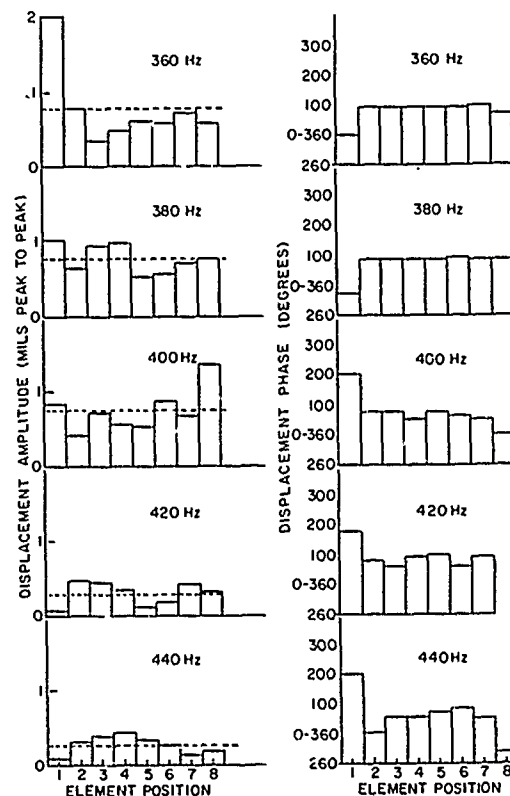 DISPLACEMENT AMPLITUDE (MILS PEAK TO PEAK)
2
1
0
360 Hz
1
0
380 Hz
1
0
400 Hz
1
0
420 Hz
1
0
440 Hz
1 2 3 4 5 6 7 8
ELEMENT POSITION
DISPLACEMENT PHASE (DEGREES)
300
100
0-360
260
360 Hz
300
100
0-360
260
380 Hz
300
200
100
0-360
260
400 Hz
300
200
100
0-360
260
420 Hz
300
200
100
0-360
260
440 Hz
1 2 3 4 5 6 7 8
ELEMENT POSITION